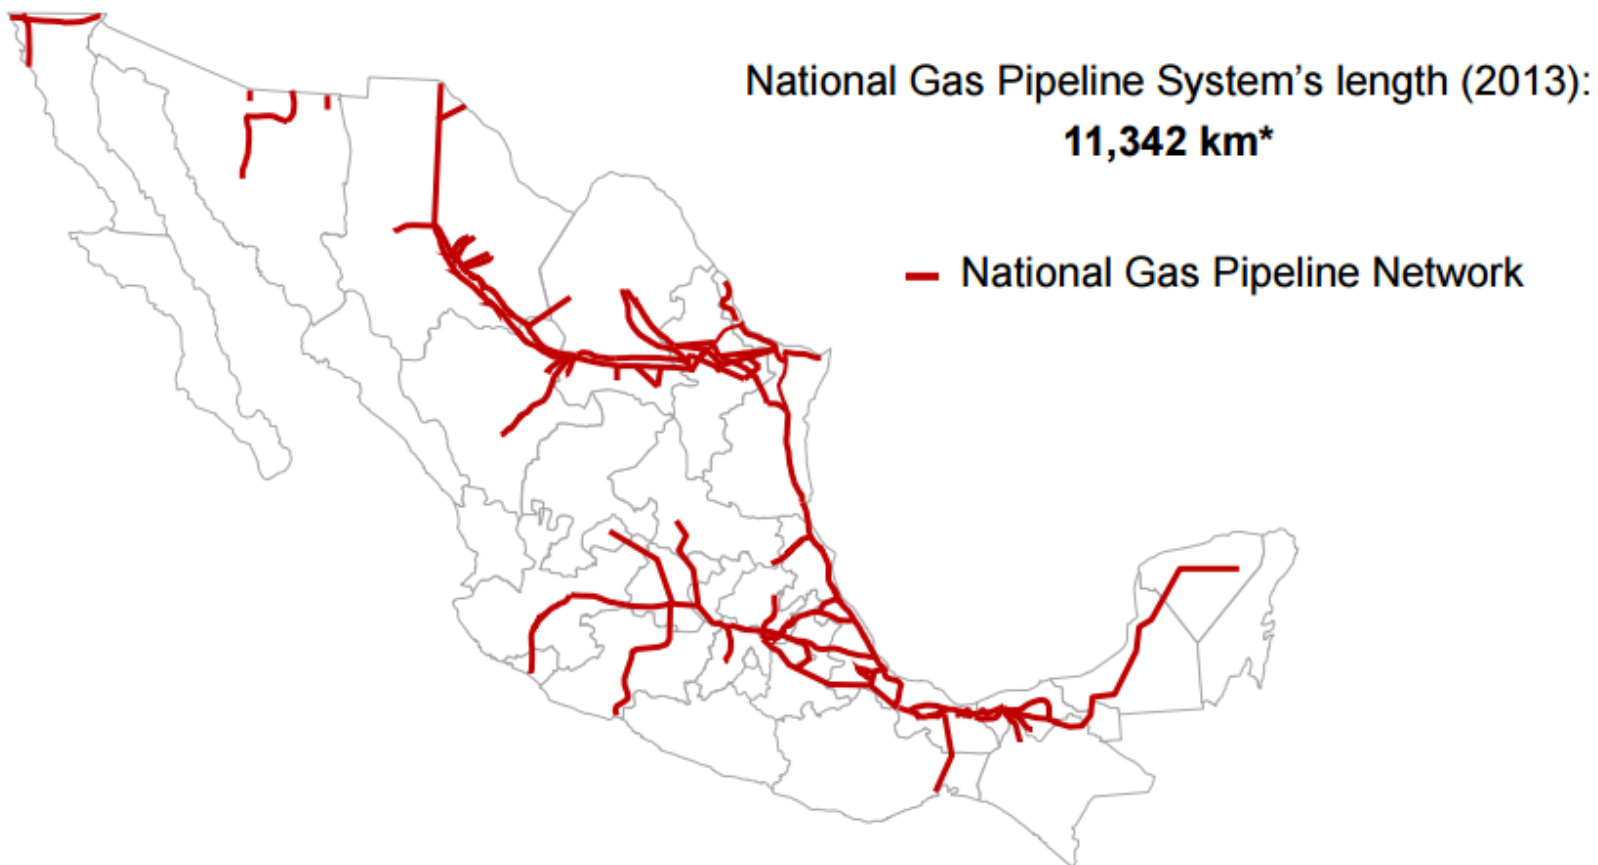 National Gas Pipeline System’s length (2013):
11,342 km*
National Gas Pipeline Network